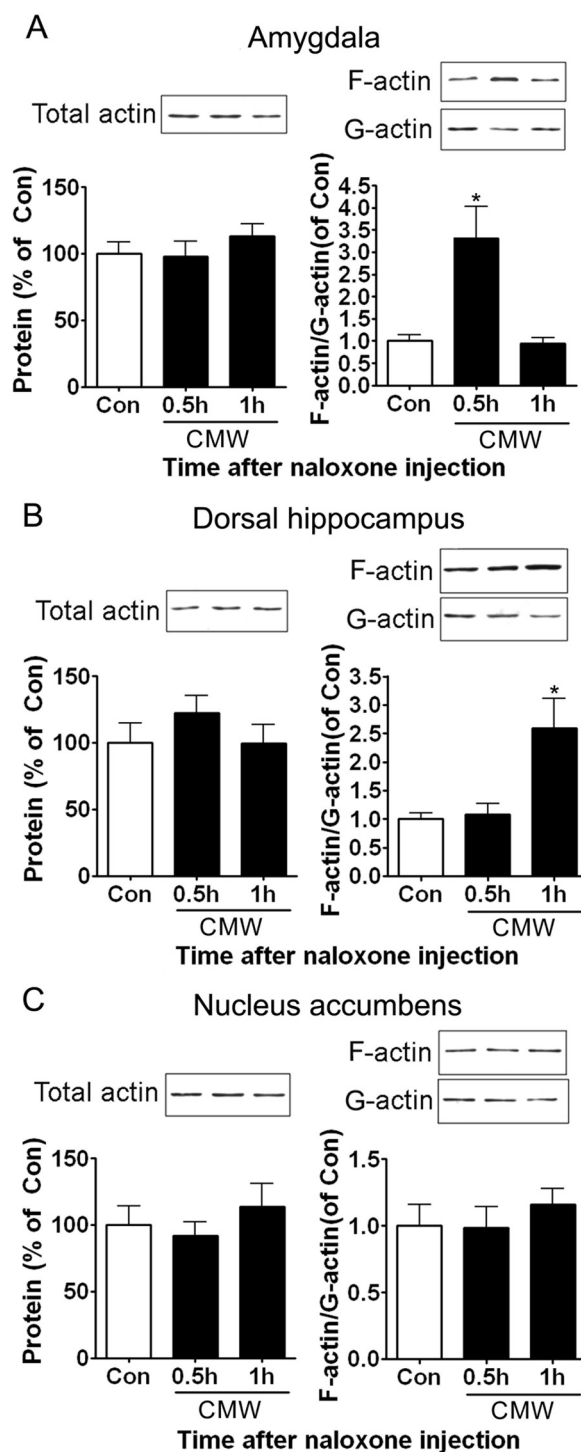 A
Amygdala
Total actin
F-actin
G-actin
Protein (% of Con)
150
100
50
0
Con
0.5h
1h
CMW
F-actin/G-actin(of Con)
4.5
4.0
3.5
3.0
2.5
2.0
1.5
1.0
0.5
0.0
*
Con
0.5h
1h
CMW
Time after naloxone injection
B
Dorsal hippocampus
Total actin
F-actin
G-actin
Protein (% of Con)
150
100
50
0
Con
0.5h
1h
CMW
F-actin/G-actin(of Con)
3.5
3.0
2.5
2.0
1.5
1.0
0.5
0.0
*
Con
0.5h
1h
CMW
Time after naloxone injection
C
Nucleus accumbens
Total actin
F-actin
G-actin
Protein (% of Con)
150
100
50
0
Con
0.5h
1h
CMW
F-actin/G-actin(of Con)
1.5
1.0
0.5
0.0
Con
0.5h
1h
CMW
Time after naloxone injection